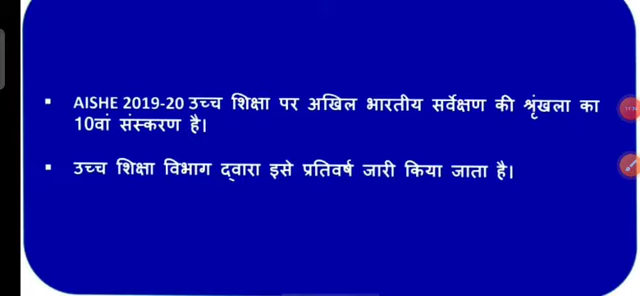 ▪ AISHE 2019-20 उच्च शिक्षा पर अखिल भारतीय सर्वेक्षण की श्रृंखला का
10वां संस्करण है।
▪ उच्च शिक्षा विभाग द्वारा इसे प्रतिवर्ष जारी किया जाता है।